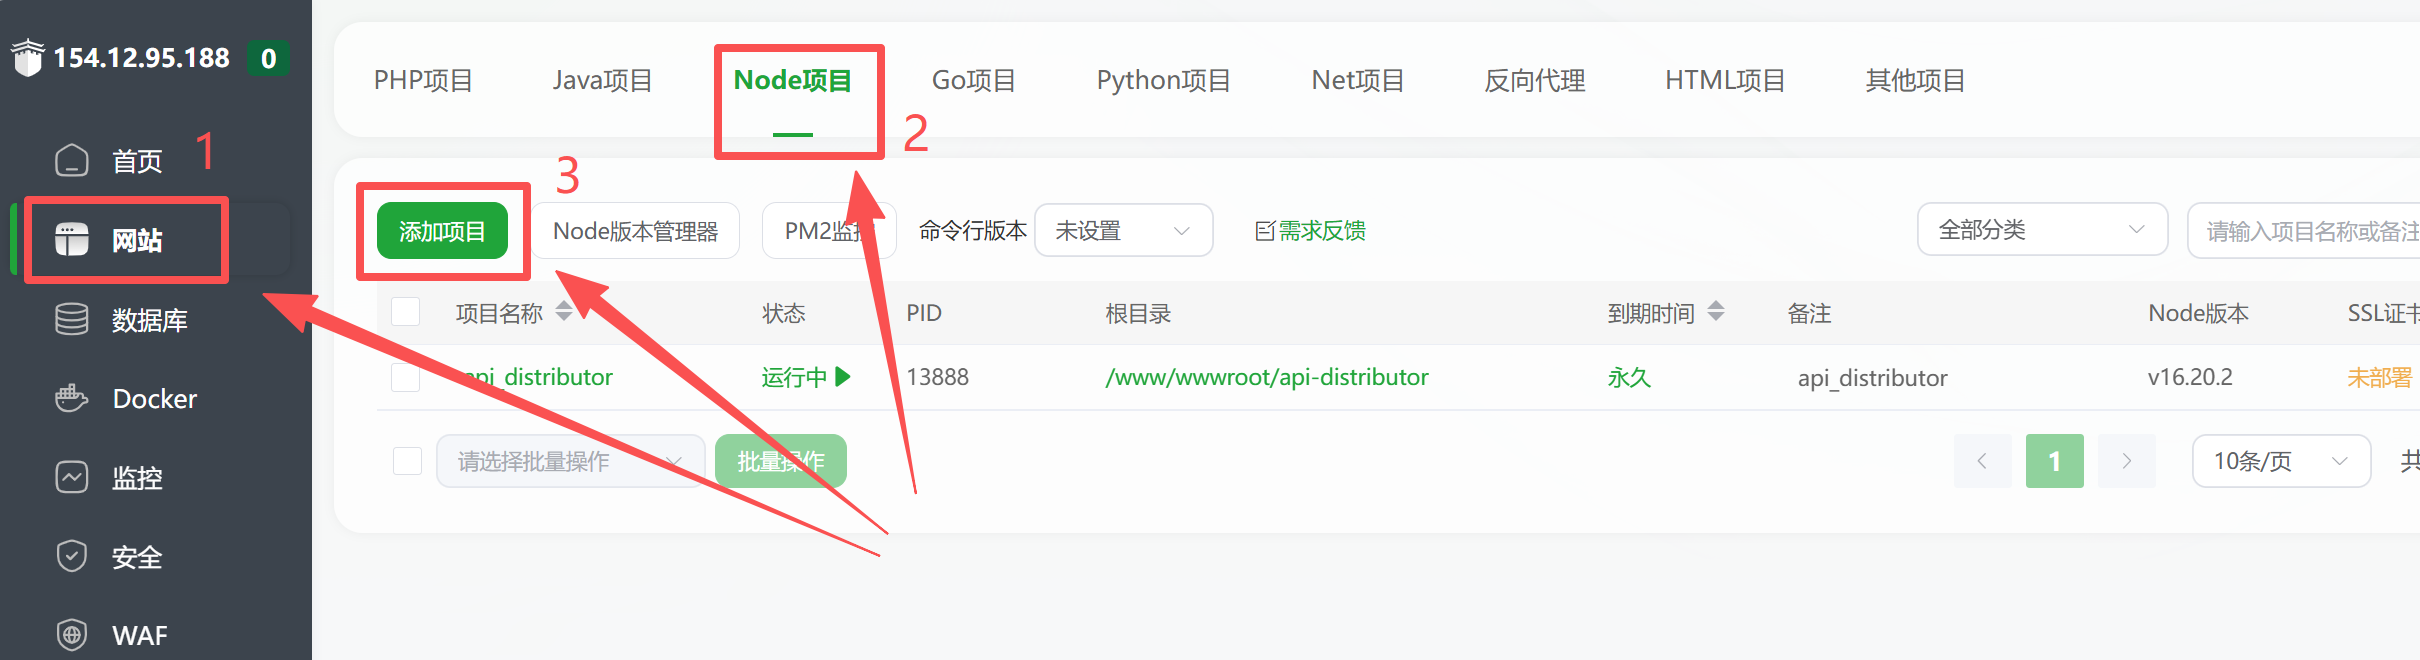 154.12.95.188 0
首页 1
网站
数据库
Docker
监控
安全
WAF
PHP项目 Java项目 Node项目 Go项目 Python项目 Net项目 反向代理 HTML项目 其他项目
2
3
添加项目 Node版本管理器 PM2监控 命令行版本 未设置 需求反馈 全部分类 请输入项目名称或备注
项目名称 状态 PID 根目录 到期时间 备注 Node版本 SSL证书
api_distributor 运行中 13888 /www/wwwroot/api-distributor 永久 api_distributor v16.20.2 未部署
请选择批量操作 批量操作 1 10条/页 共